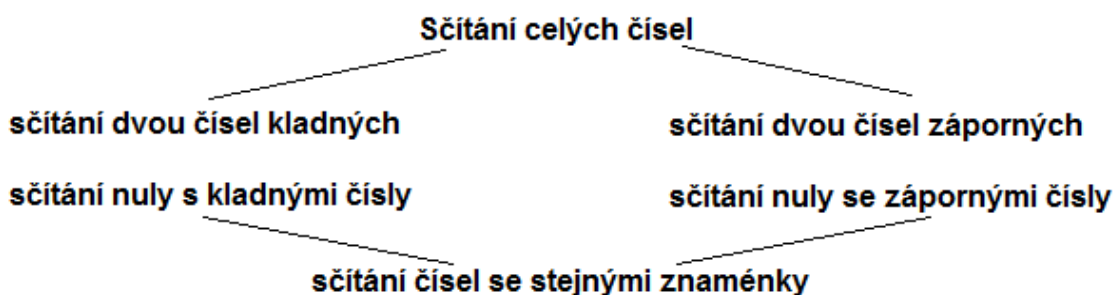 Sčítání celých čísel
sčítání dvou čísel kladných
sčítání dvou čísel záporných
sčítání nuly s kladnými čísly
sčítání nuly se zápornými čísly
sčítání čísel se stejnými znaménky